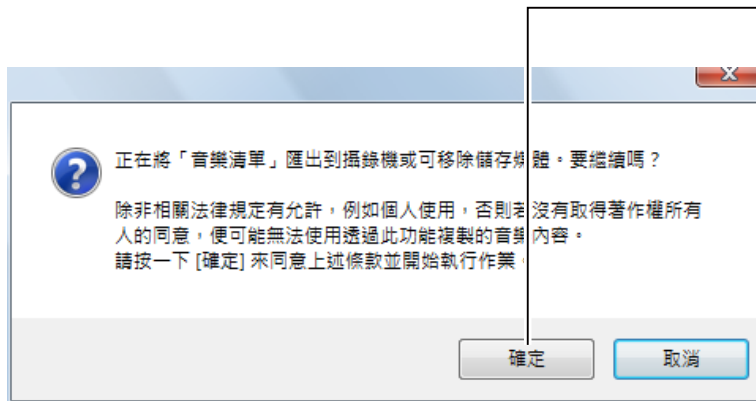 正在將「音樂清單」匯出到攝錄機或可移除儲存媒體。要繼續嗎？
除非相關法律規定有允許，例如個人使用，否則若沒有取得著作權所有
人的同意，便可能無法使用透過此功能複製的音樂內容。
請按一下 [確定] 來同意上述條款並開始執行作業。
確定
取消